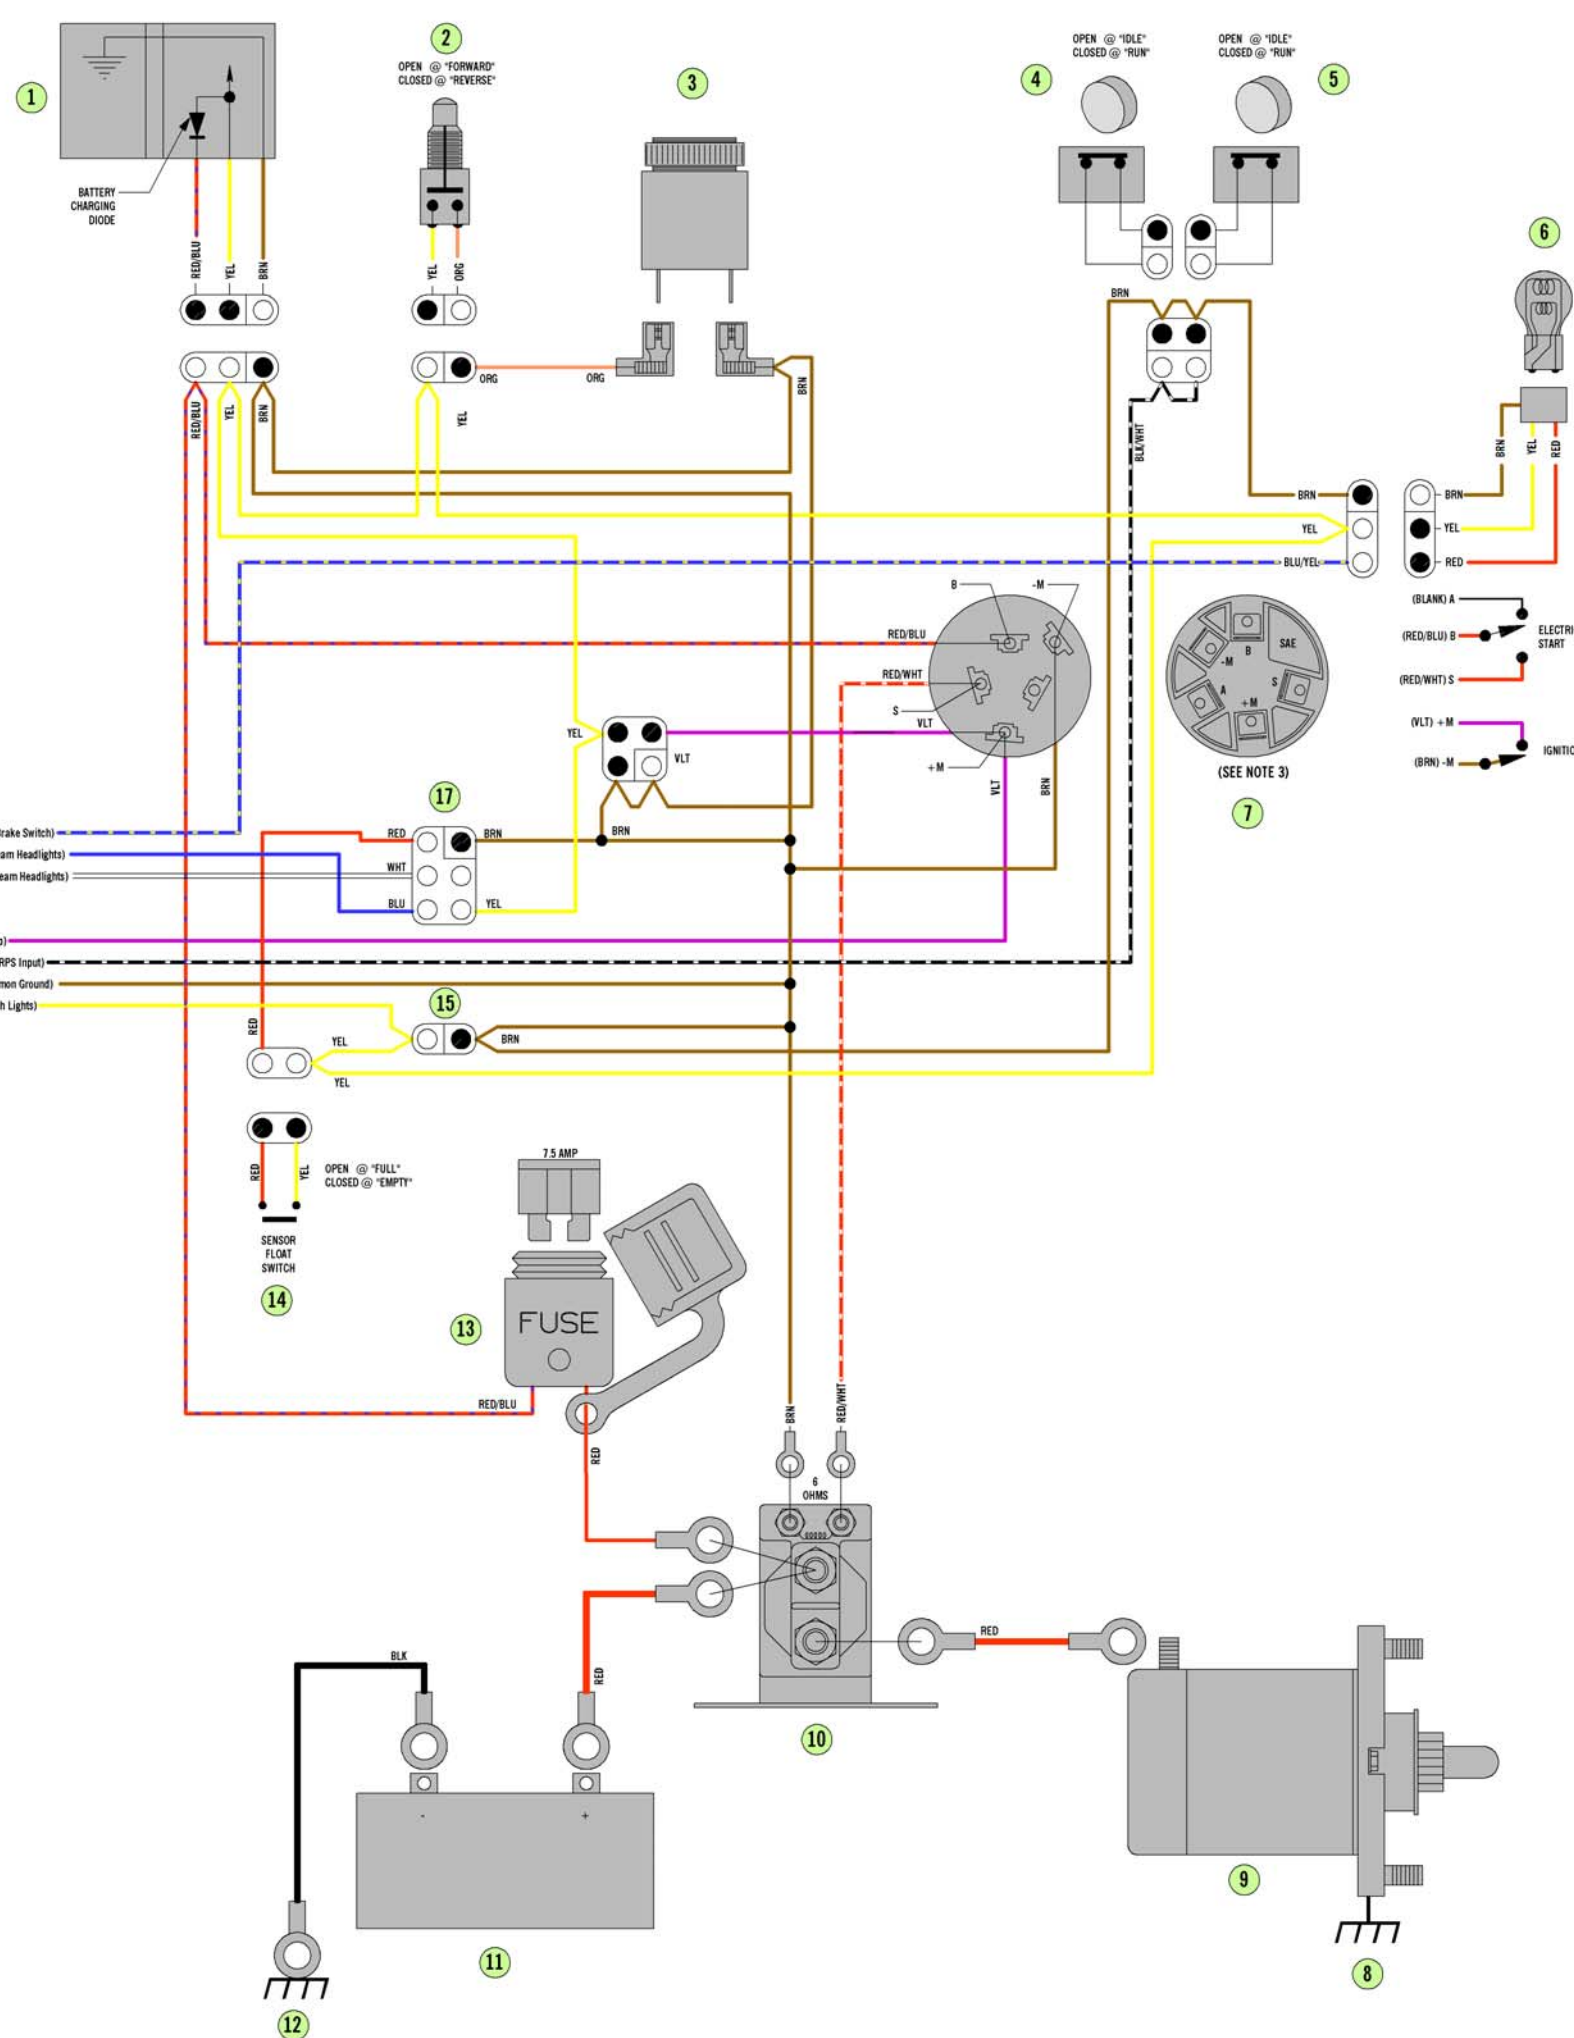 OPEN @ "IDLE"
CLOSED @ "RUN"
OPEN @ "IDLE"
CLOSED @ "RUN"
2
OPEN @ "FORWARD"
CLOSED @ "REVERSE"
1
3
4
5
6
BATTERY
CHARGING
DIODE
RED/BLU
YEL
BRN
YEL
ORG
ORG
ORG
BRN
RED/BLU
YEL
BRN
YEL
BRN
BLK/WHT
BRN
YEL
RED
BRN
YEL
BLU/YEL
BRN
YEL
RED
B
-M
RED/BLU
RED/WHT
S
VLT
+M
VLT
BRN
-M
B
SAE
A
S
+M
(SEE NOTE 3)
7
(BLANK) A
(RED/BLU) B
ELECTRI
START
(RED/WHT) S
(VLT) +M
(BRN) -M
IGNITIO
YEL
VLT
17
rake Switch)
RED
BRN
BRN
am Headlights)
eam Headlights)
WHT
BLU
YEL
p)
RPS Input)
mon Ground)
h Lights)
15
RED
YEL
BRN
YEL
RED
YEL
OPEN @ "FULL"
CLOSED @ "EMPTY"
SENSOR
FLOAT
SWITCH
14
7.5 AMP
FUSE
13
RED/BLU
RED
BRN
RED/WHT
6
OHMS
RED
RED
BLK
10
-
+
11
12
9
8